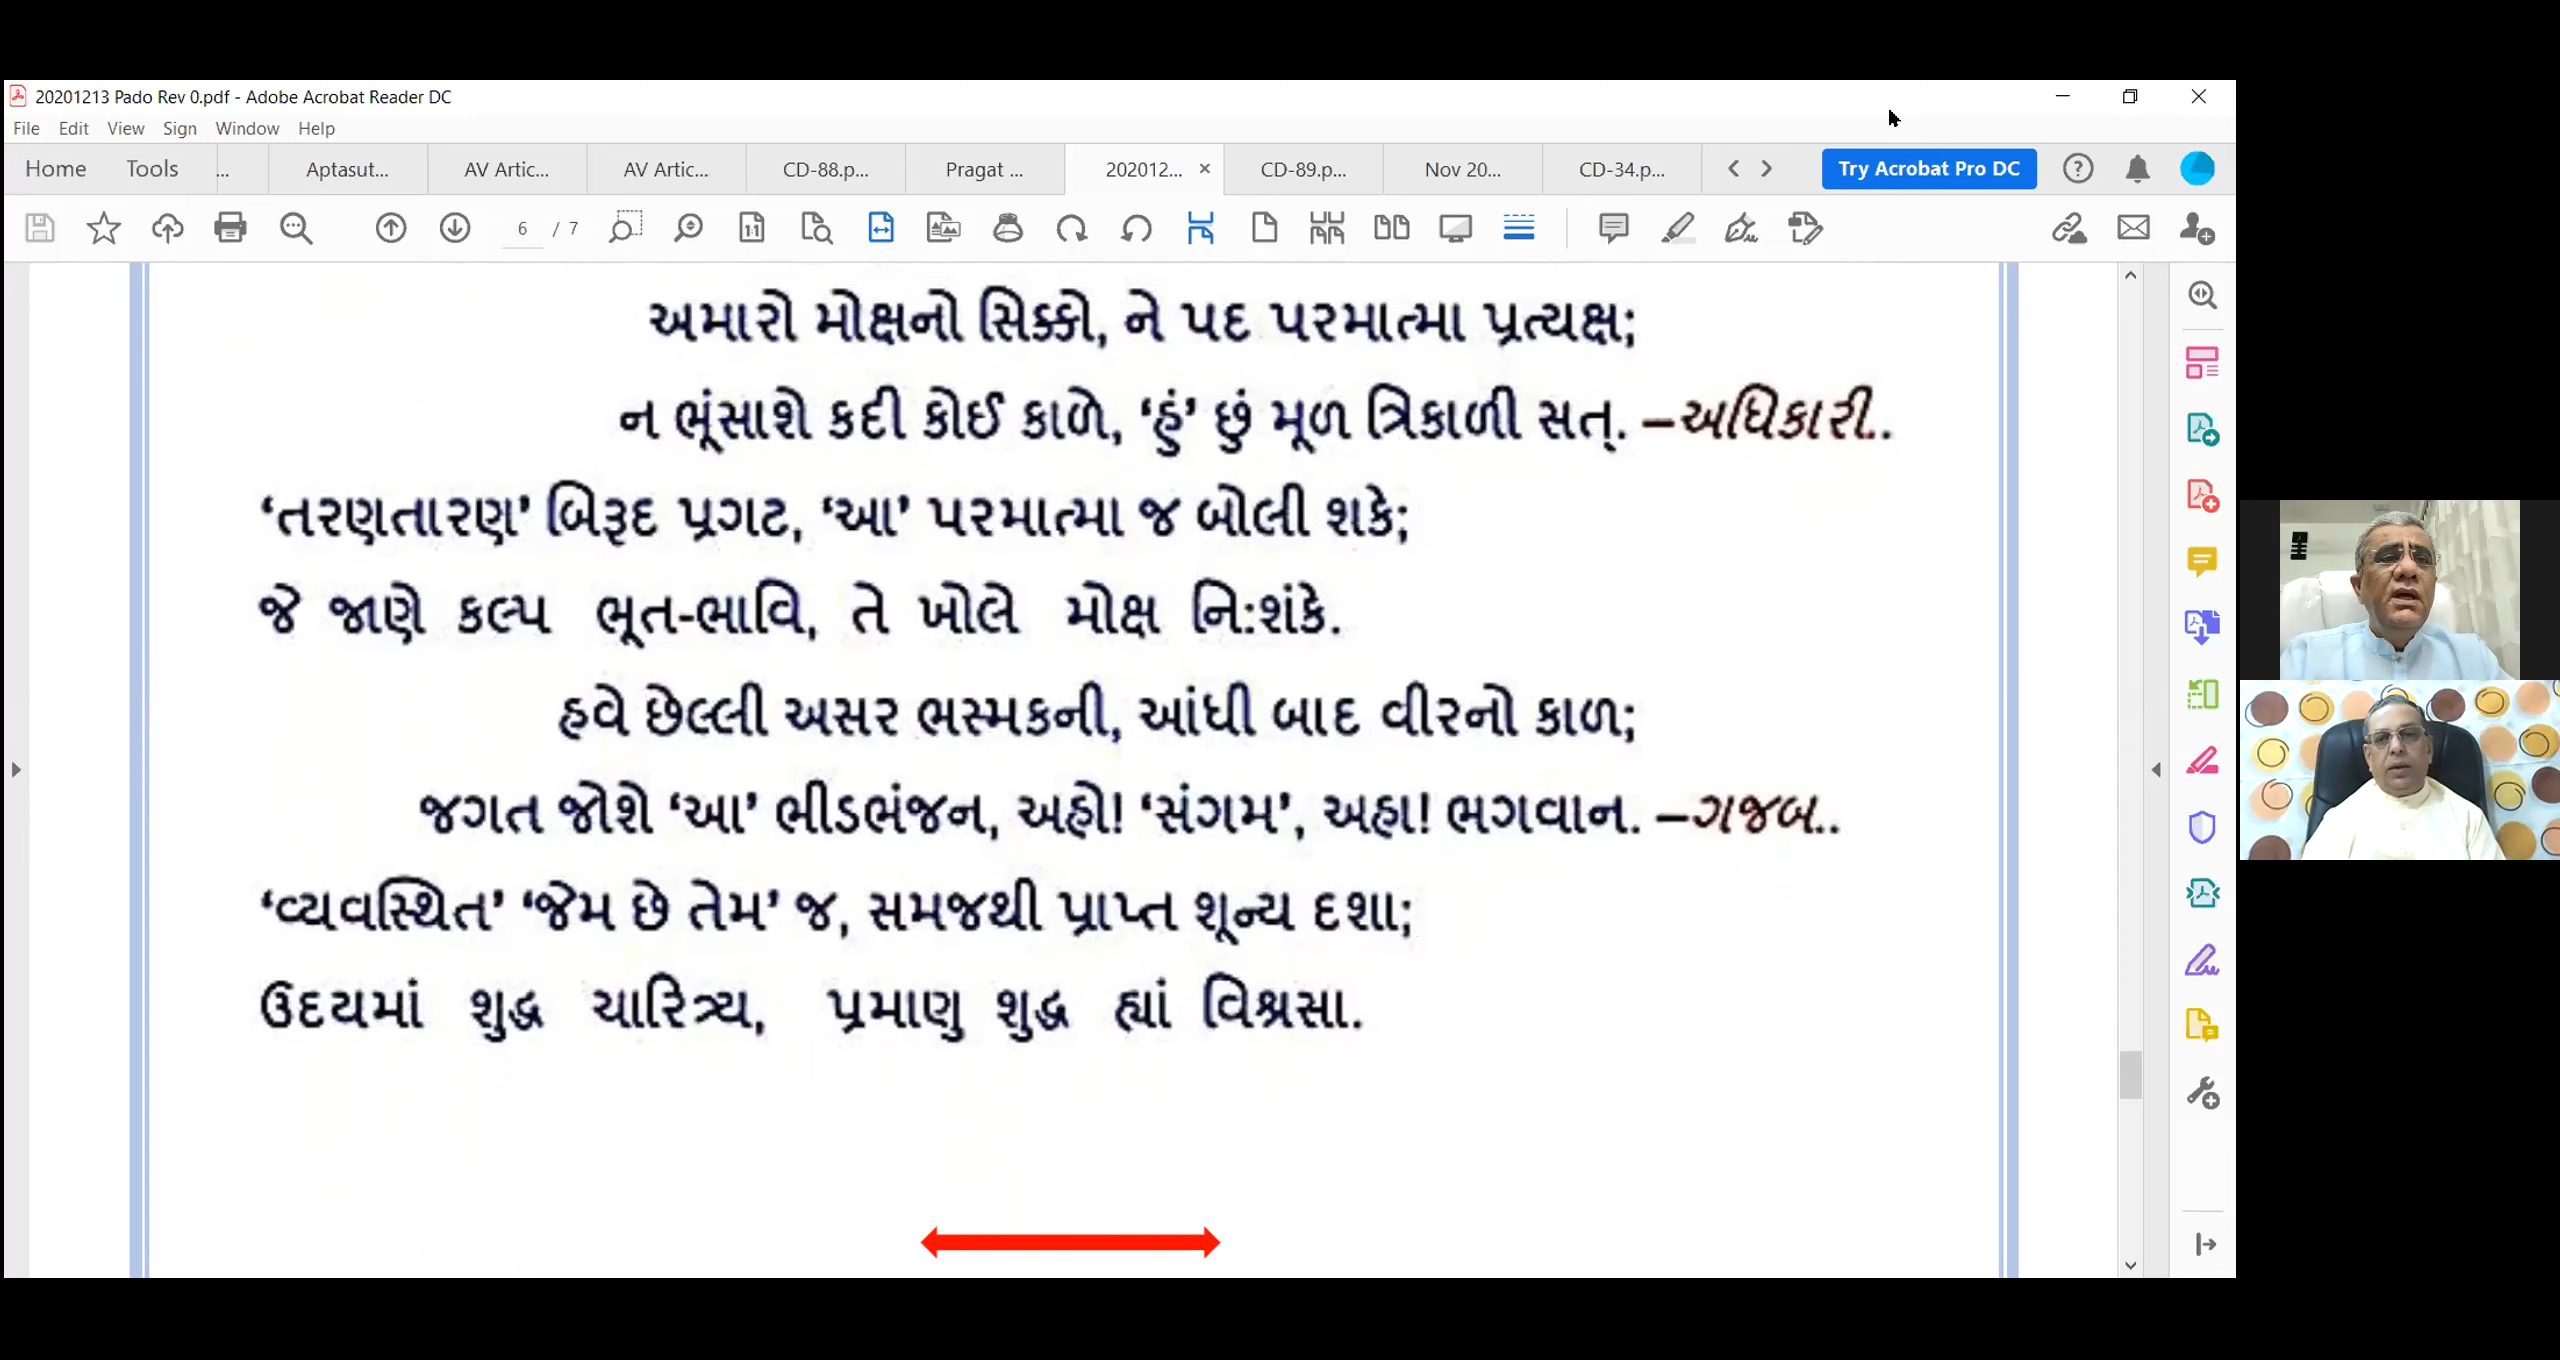 20201213 Pado Rev 0.pdf - Adobe Acrobat Reader DC
File Edit View Sign Window Help
Home Tools ... Aptasut... AV Artic... AV Artic... CD-88.p... Pragat ... 202012... × CD-89.p... Nov 20... CD-34.p... Try Acrobat Pro DC
6 / 7
અમારો મોક્ષનો સિક્કો, ને પદ પરમાત્મા પ્રત્યક્ષ;
ન ભૂંસાશે કદી કોઈ કાળે, ‘હું’ છું મૂળ ત્રિકાળી સત્. –અધિકારી..
‘તરણતારણ’ બિરૂદ પ્રગટ, ‘આ’ પરમાત્મા જ બોલી શકે;
જે જાણે કલ્પ ભૂત-ભાવિ, તે ખોલે મોક્ષ નિઃશંકે.
હવે છેલ્લી અસર ભસ્મકની, આંધી બાદ વીરનો કાળ;
જગત જોશે ‘આ’ ભીડભંજન, અહો! ‘સંગમ’, અહા! ભગવાન. –ગજબ..
‘વ્યવસ્થિત’ ‘જેમ છે તેમ’ જ, સમજથી પ્રાપ્ત શૂન્ય દશા;
ઉદયમાં શુદ્ધ ચારિત્ર્ય, પ્રમાણુ શુદ્ધ હ્યાં વિશ્રસા.